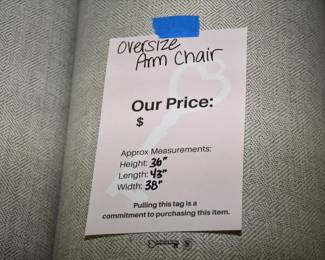 Oversize
Arm Chair
Our Price:
$
Approx Measurements:
Height: 36"
Length: 43"
Width: 38"
Pulling this tag is a
commitment to purchasing this item.